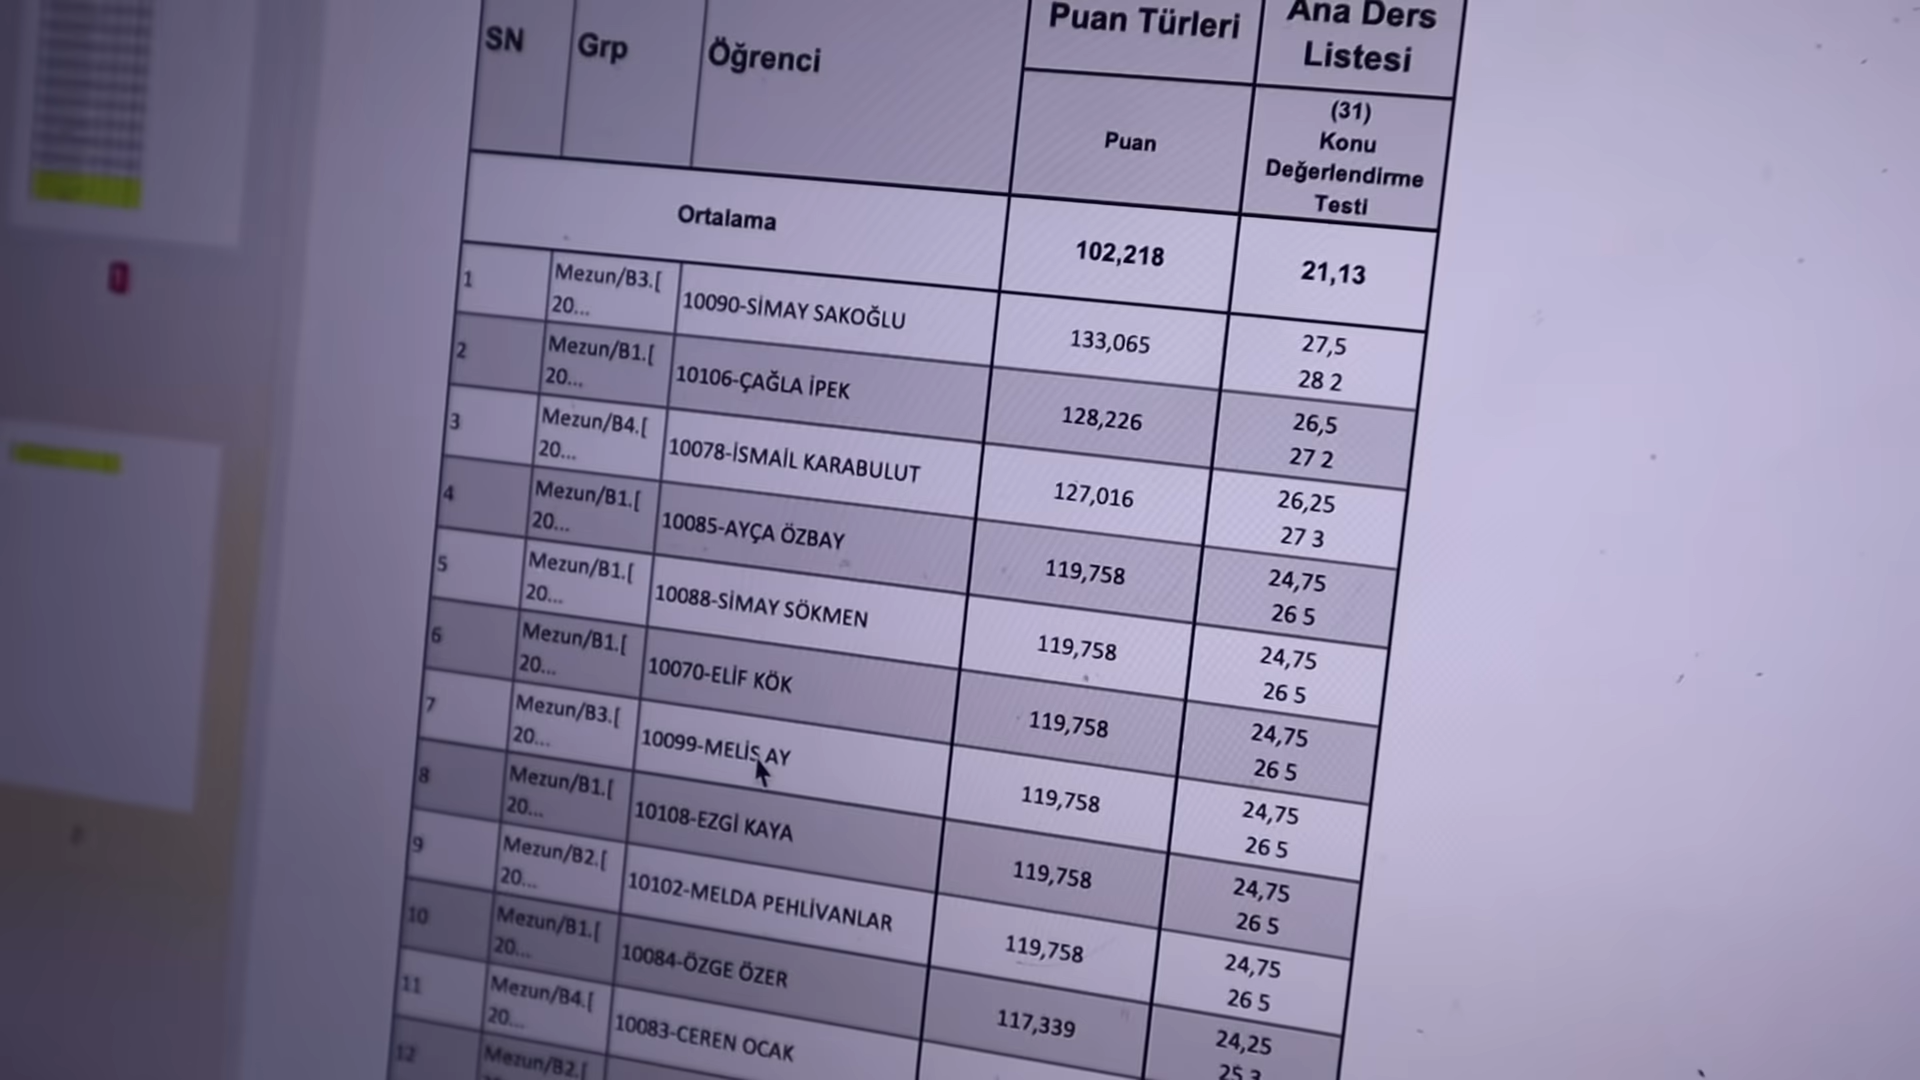 SN Grp Öğrenci Puan Türleri Ana Ders
Listesi
Puan (31)
Konu
Değerlendirme
Testi
Ortalama 102,218 21,13
1 Mezun/B3.[
20... 10090-SİMAY SAKOĞLU 133,065 27,5
28 2
2 Mezun/B1.[
20... 10106-ÇAĞLA İPEK 128,226 26,5
27 2
3 Mezun/B4.[
20... 10078-İSMAİL KARABULUT 127,016 26,25
27 3
4 Mezun/B1.[
20... 10085-AYÇA ÖZBAY 119,758 24,75
26 5
5 Mezun/B1.[
20... 10088-SİMAY SÖKMEN 119,758 24,75
26 5
6 Mezun/B1.[
20... 10070-ELİF KÖK 119,758 24,75
26 5
7 Mezun/B3.[
20... 10099-MELİS AY 119,758 24,75
26 5
8 Mezun/B1.[
20... 10108-EZGİ KAYA 119,758 24,75
26 5
9 Mezun/B2.[
20... 10102-MELDA PEHLİVANLAR 119,758 24,75
26 5
10 Mezun/B1.[
20... 10084-ÖZGE ÖZER 117,339 24,25
25 3
11 Mezun/B4.[
20... 10083-CEREN OCAK
12 Mezun/B2.[
1